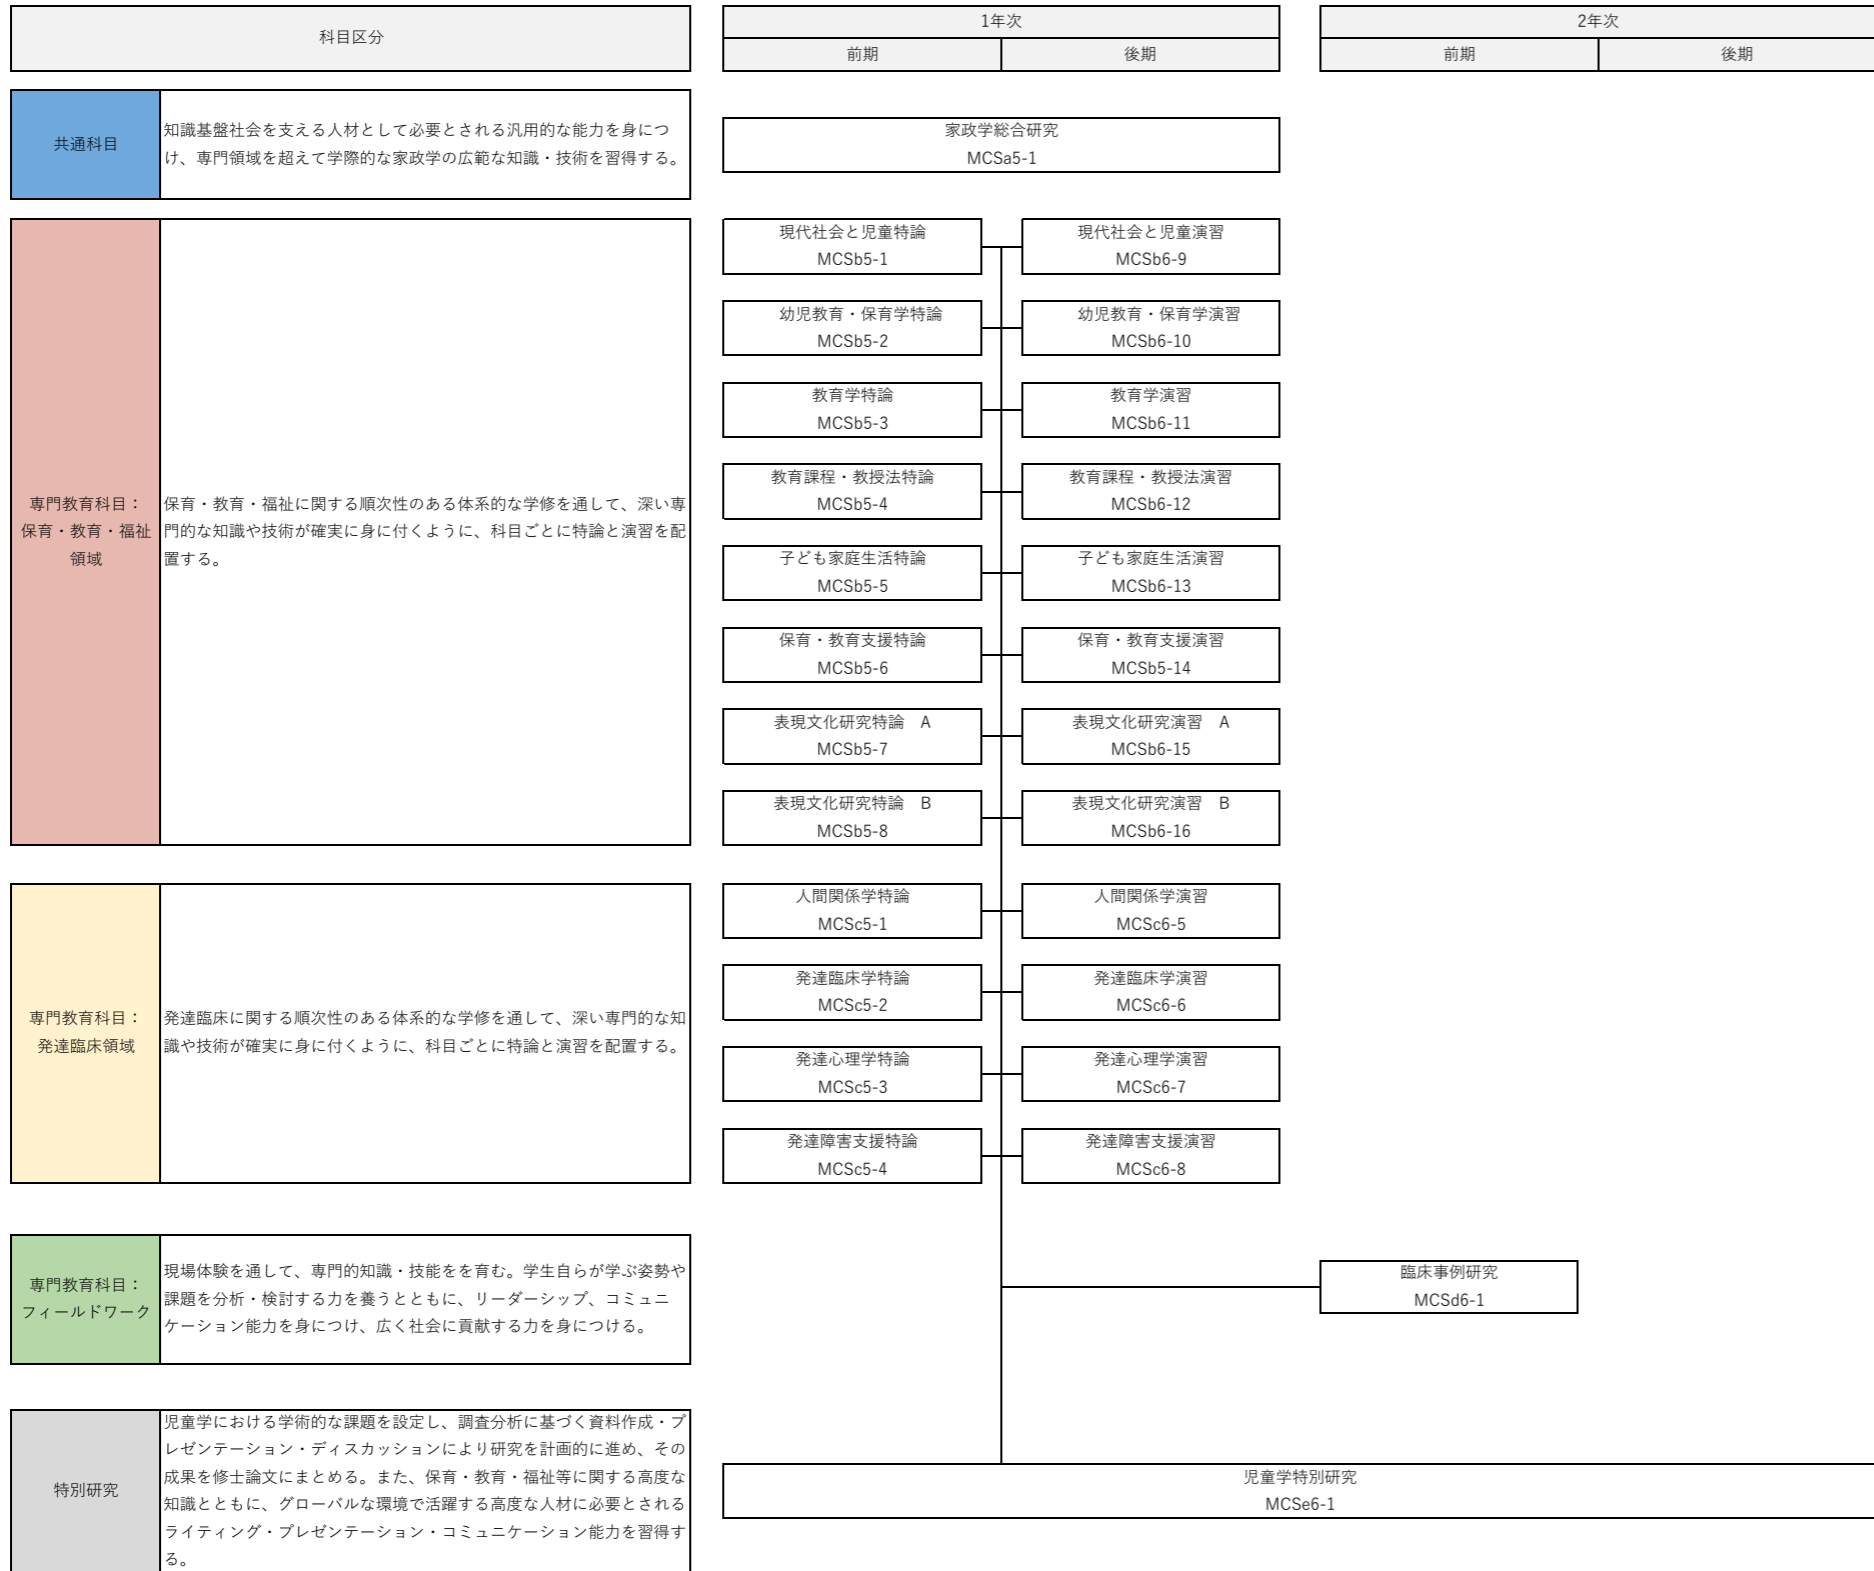 科目区分
1年次
2年次
前期
後期
前期
後期
共通科目
知識基盤社会を支える人材として必要とされる汎用的な能力を身につ
け、専門領域を超えて学際的な家政学の広範な知識・技術を習得する。
家政学総合研究
MCSa5-1
専門教育科目：
保育・教育・福祉
領域
保育・教育・福祉に関する順次性のある体系的な学修を通して、深い専
門的な知識や技術が確実に身に付くように、科目ごとに特論と演習を配
置する。
現代社会と児童特論
MCSb5-1
現代社会と児童演習
MCSb6-9
幼児教育・保育学特論
MCSb5-2
幼児教育・保育学演習
MCSb6-10
教育学特論
MCSb5-3
教育学演習
MCSb6-11
教育課程・教授法特論
MCSb5-4
教育課程・教授法演習
MCSb6-12
子ども家庭生活特論
MCSb5-5
子ども家庭生活演習
MCSb6-13
保育・教育支援特論
MCSb5-6
保育・教育支援演習
MCSb5-14
表現文化研究特論　A
MCSb5-7
表現文化研究演習　A
MCSb6-15
表現文化研究特論　B
MCSb5-8
表現文化研究演習　B
MCSb6-16
専門教育科目：
発達臨床領域
発達臨床に関する順次性のある体系的な学修を通して、深い専門的な知
識や技術が確実に身に付くように、科目ごとに特論と演習を配置する。
人間関係学特論
MCSc5-1
人間関係学演習
MCSc6-5
発達臨床学特論
MCSc5-2
発達臨床学演習
MCSc6-6
発達心理学特論
MCSc5-3
発達心理学演習
MCSc6-7
発達障害支援特論
MCSc5-4
発達障害支援演習
MCSc6-8
専門教育科目：
フィールドワーク
現場体験を通して、専門的知識・技能をを育む。学生自らが学ぶ姿勢や
課題を分析・検討する力を養うとともに、リーダーシップ、コミュニ
ケーション能力を身につけ、広く社会に貢献する力を身につける。
臨床事例研究
MCSd6-1
特別研究
児童学における学術的な課題を設定し、調査分析に基づく資料作成・プ
レゼンテーション・ディスカッションにより研究を計画的に進め、その
成果を修士論文にまとめる。また、保育・教育・福祉等に関する高度な
知識とともに、グローバルな環境で活躍する高度な人材に必要とされる
ライティング・プレゼンテーション・コミュニケーション能力を習得す
る。
児童学特別研究
MCSe6-1